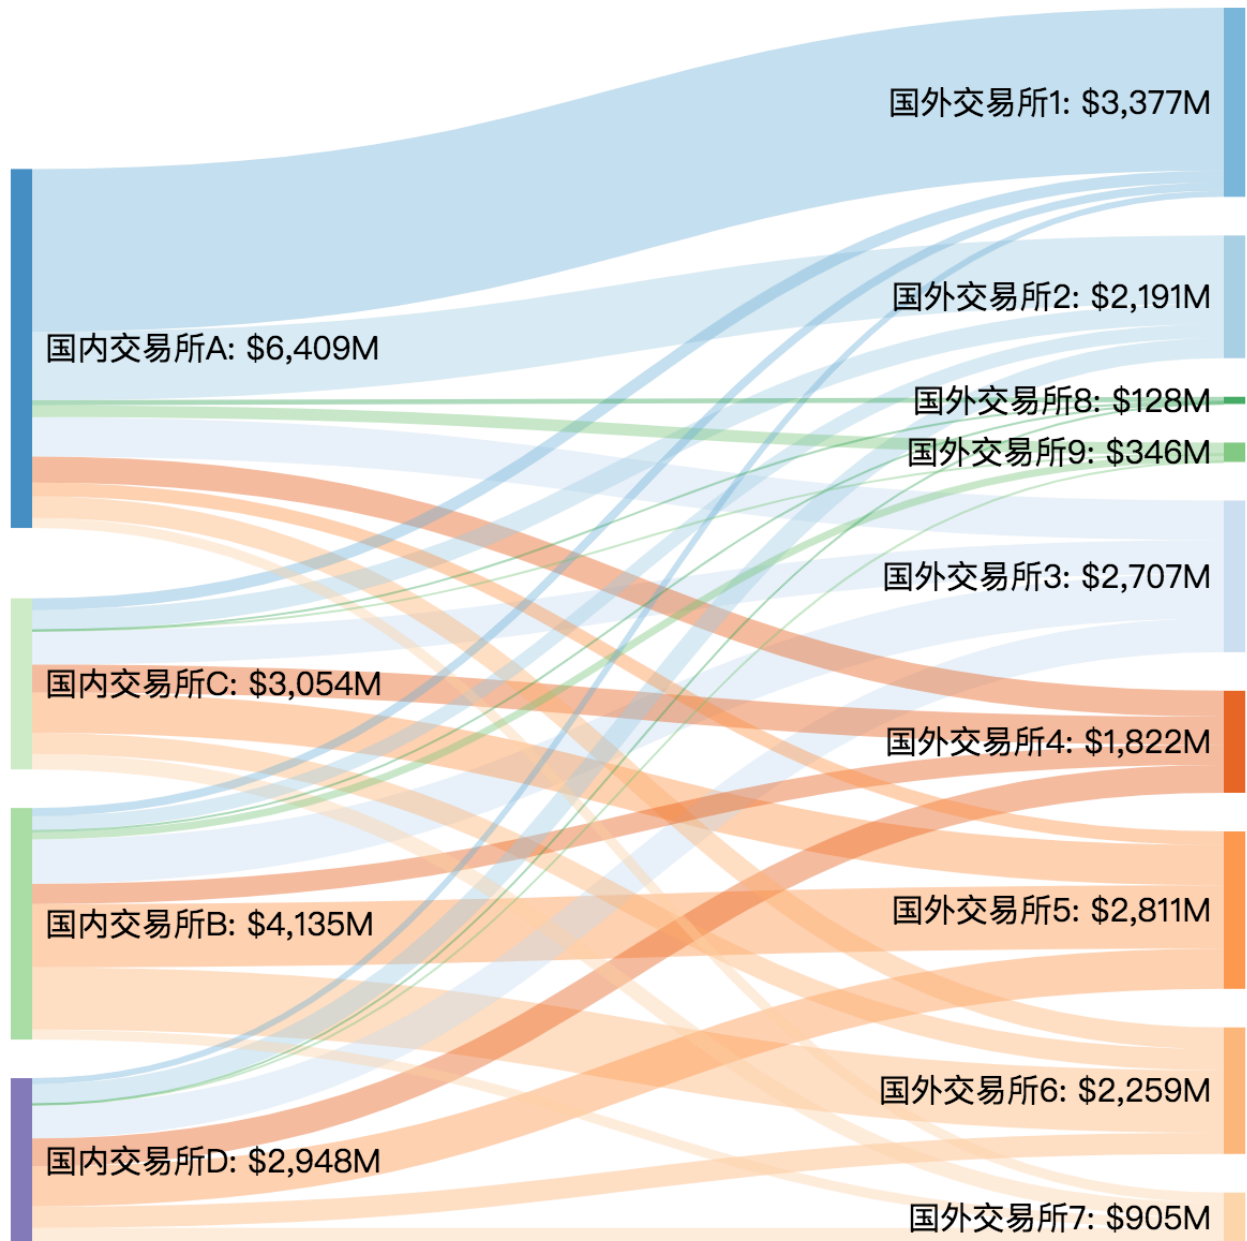 国外交易所1: $3,377M
国外交易所2: $2,191M
国内交易所A: $6,409M
国外交易所8: $128M
国外交易所9: $346M
国外交易所3: $2,707M
国内交易所C: $3,054M
国外交易所4: $1,822M
国外交易所5: $2,811M
国内交易所B: $4,135M
国外交易所6: $2,259M
国内交易所D: $2,948M
国外交易所7: $905M